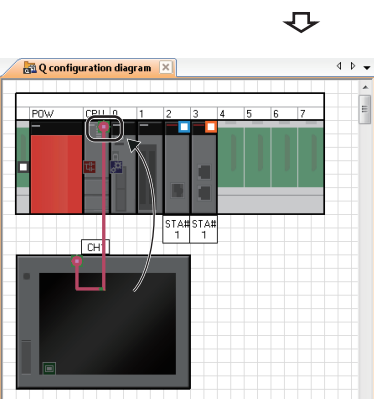 Q configuration diagram
POW CPU 0 1 2 3 4 5 6 7
STA# STA#
1 1
CH1